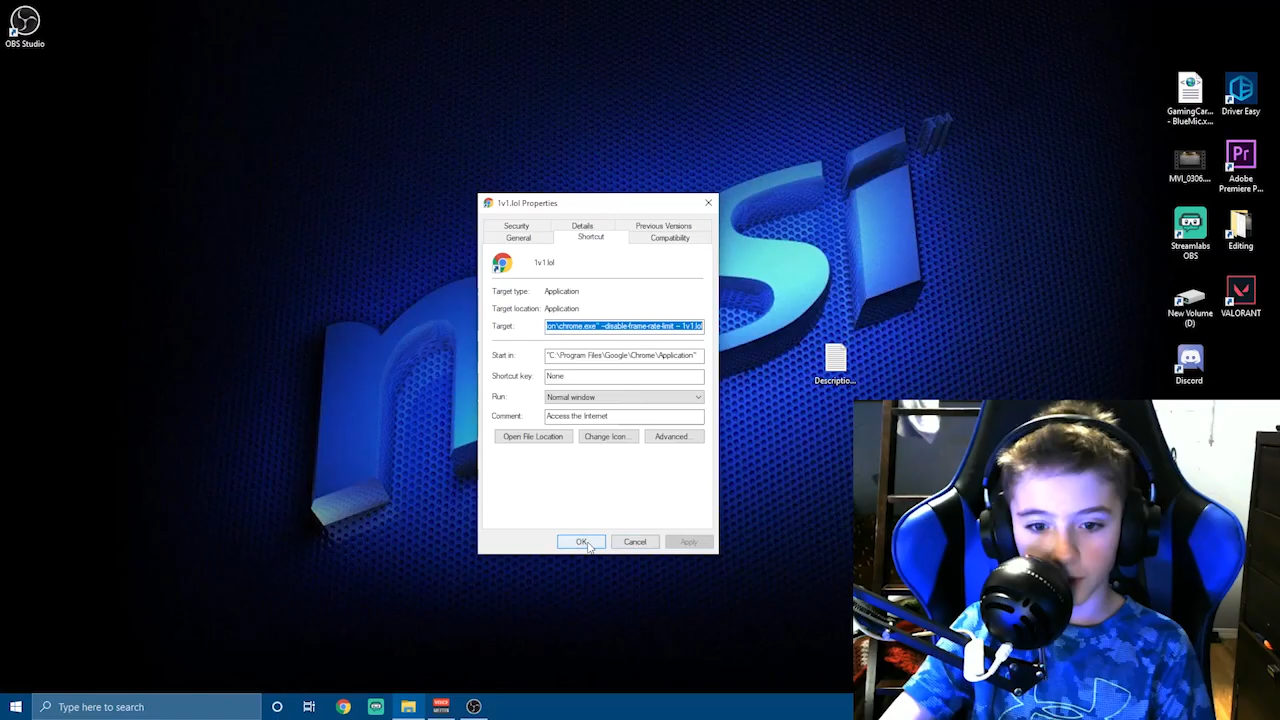 OBS Studio
GamingCar...
- BlueMic.x...
Driver Easy
MVI_0306....
Adobe
Premiere P...
Streamlabs
OBS
Editing
New Volume
(D)
VALORANT
Descriptio...
Discord
1v1.lol Properties
Security
Details
Previous Versions
General
Shortcut
Compatibility
1v1.lol
Target type: Application
Target location: Application
Target: on\chrome.exe" --disable-frame-rate-limit -- 1v1.lol
Start in: "C:\Program Files\Google\Chrome\Application"
Shortcut key: None
Run: Normal window
Comment: Access the Internet
Open File Location
Change Icon...
Advanced...
OK
Cancel
Apply
msi
Type here to search